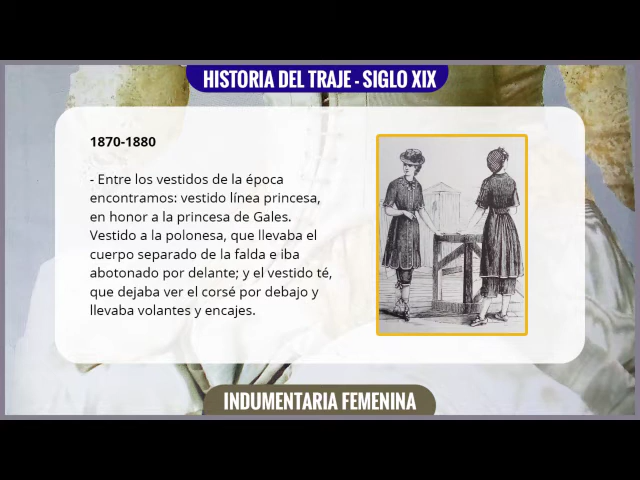 HISTORIA DEL TRAJE - SIGLO XIX
1870-1880
- Entre los vestidos de la época
encontramos: vestido línea princesa,
en honor a la princesa de Gales.
Vestido a la polonesa, que llevaba el
cuerpo separado de la falda e iba
abotonado por delante; y el vestido té,
que dejaba ver el corsé por debajo y
llevaba volantes y encajes.
INDUMENTARIA FEMENINA